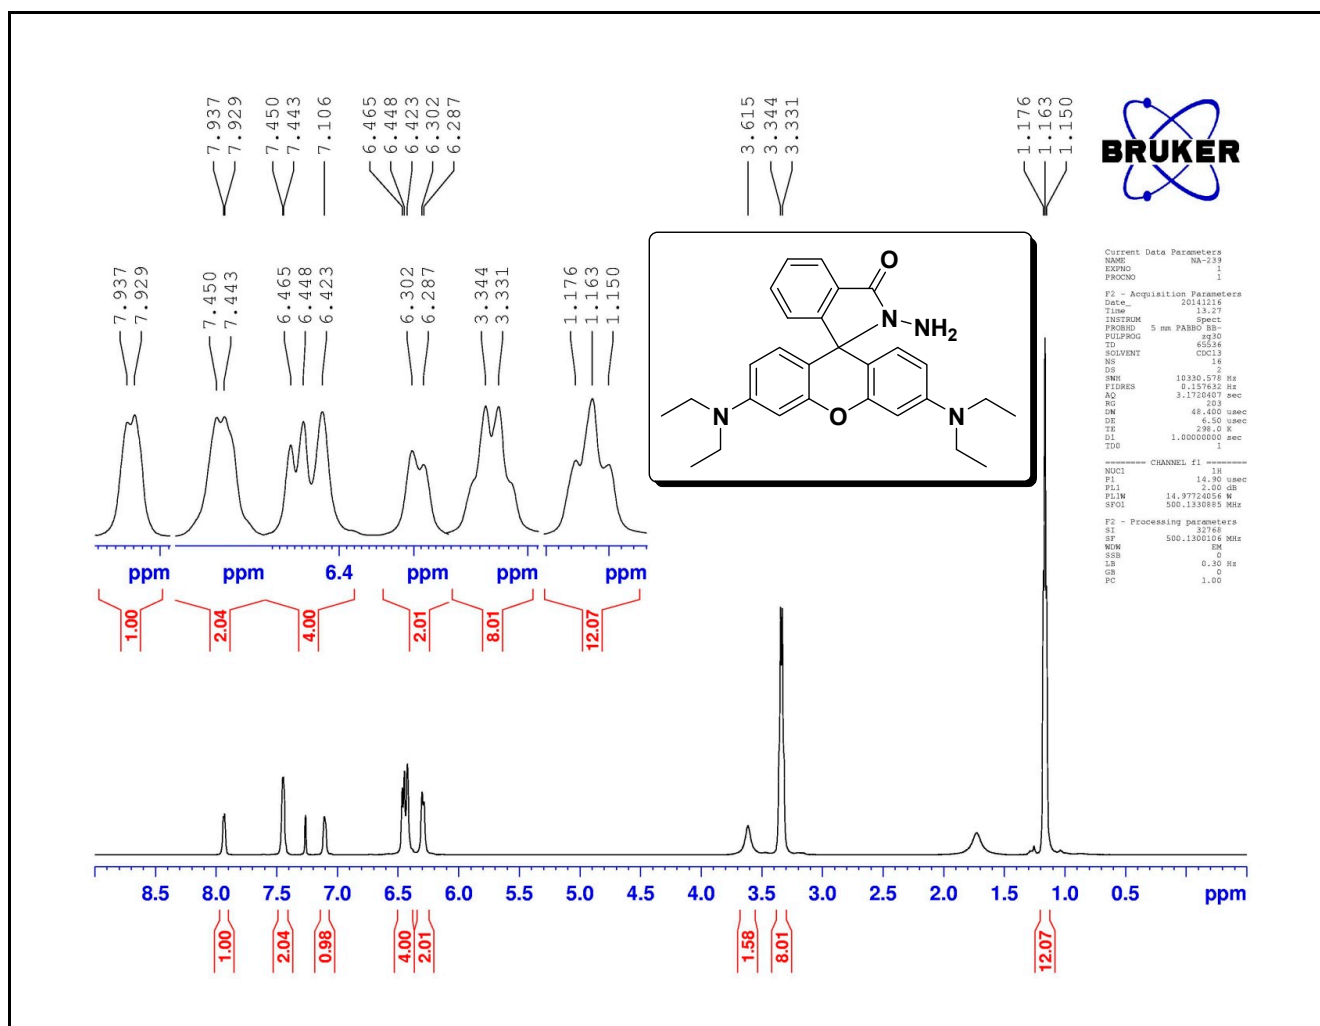 7.937
7.929
7.450
7.443
7.106
6.465
6.448
6.423
6.302
6.287
3.615
3.344
3.331
1.176
1.163
1.150
BRUKER
7.937
7.929
7.450
7.443
6.465
6.448
6.423
6.302
6.287
3.344
3.331
1.176
1.163
1.150
O
N
NH2
N
O
N
Current Data Parameters
NAME NA-239
EXPNO 1
PROCNO 1
F2 - Acquisition Parameters
Date_ 20141216
Time 13.27
INSTRUM Spect
PROBHD 5 mm PABBO BB-
PULPROG zg30
TD 65536
SOLVENT CDCl3
NS 16
DS 2
SWH 10330.578 Hz
FIDRES 0.157632 Hz
AQ 3.1720407 sec
RG 203
DW 48.400 usec
DE 6.50 usec
TE 298.0 K
D1 1.00000000 sec
TD0 1
======== CHANNEL f1 ========
NUC1 1H
P1 14.90 usec
PL1 2.00 dB
PL1W 14.97724056 W
SFO1 500.1330885 MHz
F2 - Processing parameters
SI 32768
SF 500.1300106 MHz
WDW EM
SSB 0
LB 0.30 Hz
GB 0
PC 1.00
ppm ppm 6.4 ppm ppm ppm
1.00 2.04 4.00 2.01 8.01 12.07
8.5 8.0 7.5 7.0 6.5 6.0 5.5 5.0 4.5 4.0 3.5 3.0 2.5 2.0 1.5 1.0 0.5 ppm
1.00 2.04 0.98 4.00 2.01 1.58 8.01 12.07